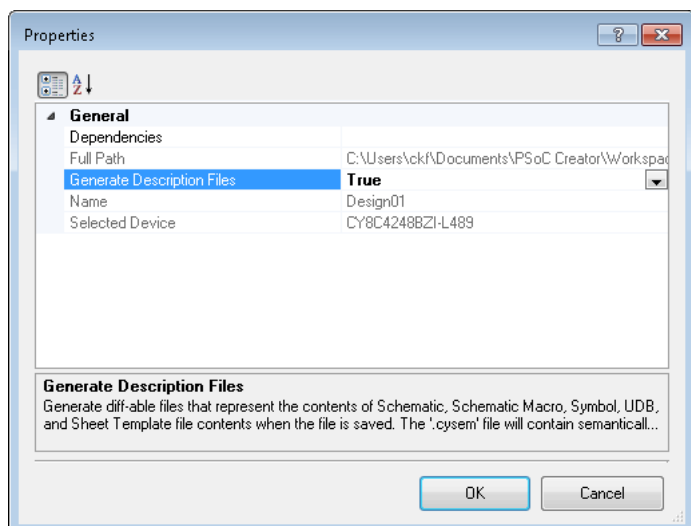 Properties
General
Dependencies
Full Path C:\Users\ckf\Documents\PSoC Creator\Workspac
Generate Description Files True
Name Design01
Selected Device CY8C4248BZI-L489
Generate Description Files
Generate diff-able files that represent the contents of Schematic, Schematic Macro, Symbol, UDB,
and Sheet Template file contents when the file is saved. The '.cysem' file will contain semanticall...
OK Cancel